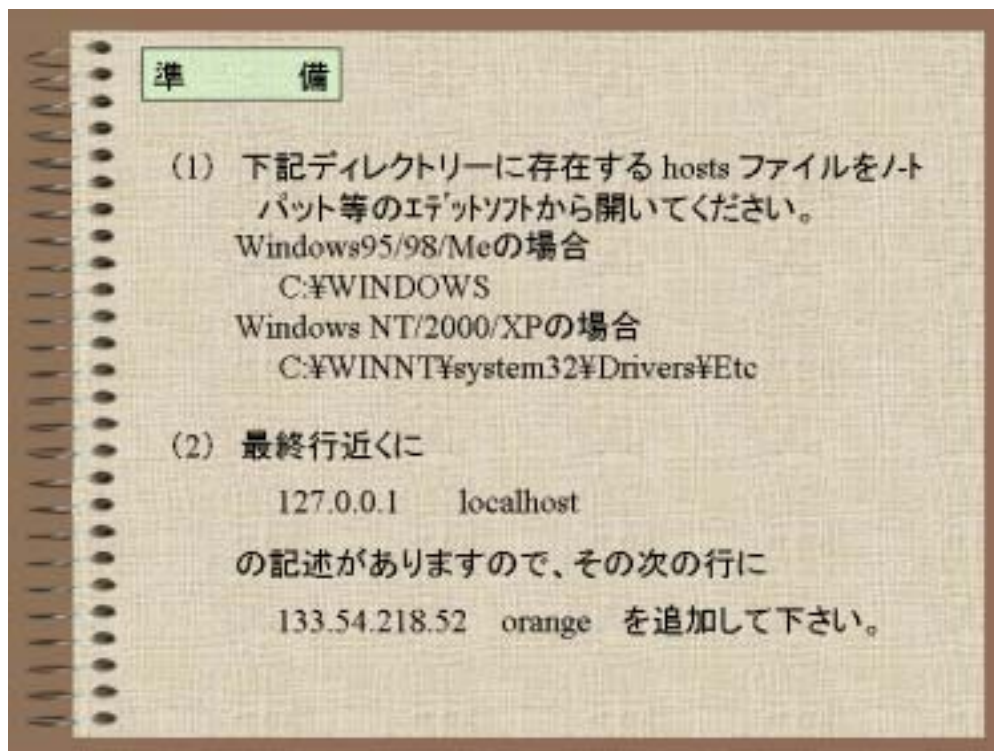 準　　備
(1) 下記ディレクトリーに存在する hosts ファイルをﾉｰﾄ
パット等のｴﾃﾞｯﾄｿﾌﾄから開いてください。
Windows95/98/Meの場合
C:¥WINDOWS
Windows NT/2000/XPの場合
C:¥WINNT¥system32¥Drivers¥Etc
(2) 最終行近くに
127.0.0.1 localhost
の記述がありますので、その次の行に
133.54.218.52 orange を追加して下さい。